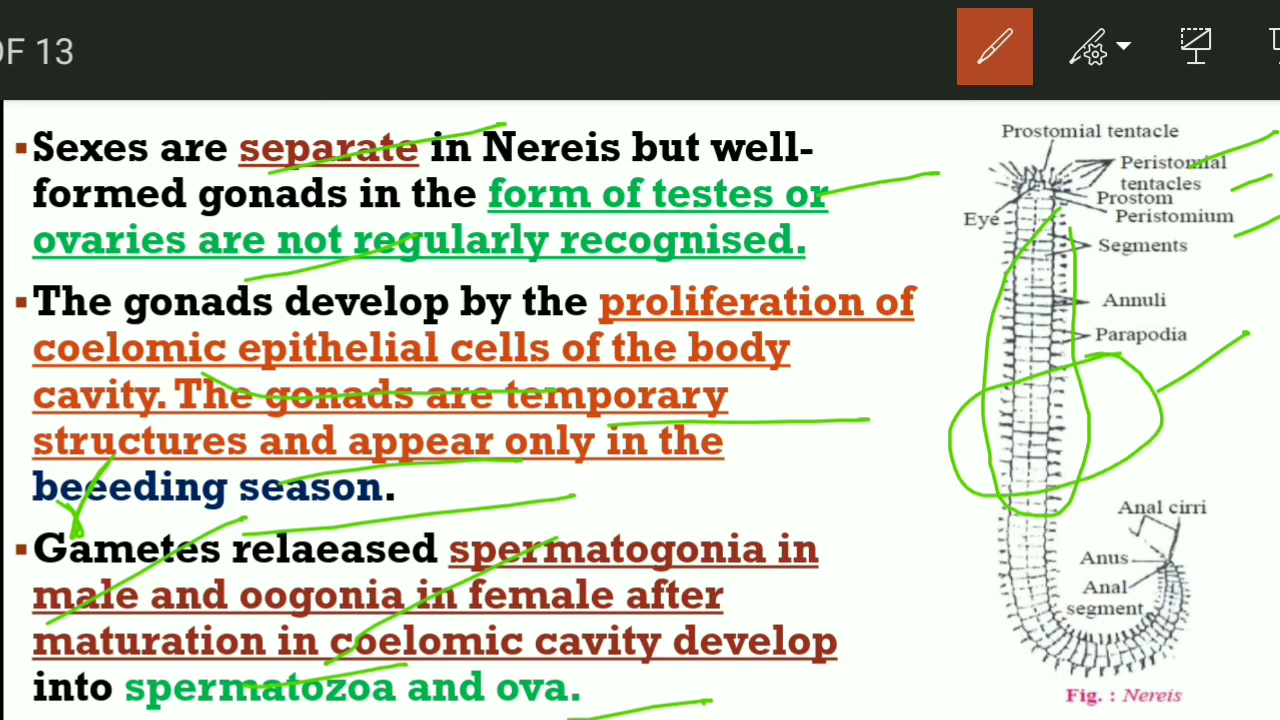 OF 13
▪Sexes are separate in Nereis but well-
formed gonads in the form of testes or
ovaries are not regularly recognised.
▪The gonads develop by the proliferation of
coelomic epithelial cells of the body
cavity. The gonads are temporary
structures and appear only in the
beeeding season.
▪Gametes relaeased spermatogonia in
male and oogonia in female after
maturation in coelomic cavity develop
into spermatozoa and ova.
Prostomial tentacle
Peristomial
tentacles
Prostom
Peristomium
Eye
Segments
Annuli
Parapodia
Anal cirri
Anus
Anal
segment
Fig. : Nereis